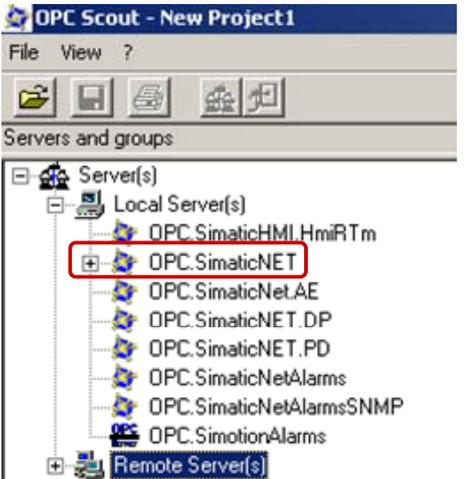 OPC Scout - New Project1
File View ?
Servers and groups
Server(s)
Local Server(s)
OPC.SimaticHMI.HmiRTm
OPC.SimaticNET
OPC.SimaticNet.AE
OPC.SimaticNET.DP
OPC.SimaticNET.PD
OPC.SimaticNetAlarms
OPC.SimaticNetAlarmsSNMP
OPC.SimotionAlarms
Remote Server(s)